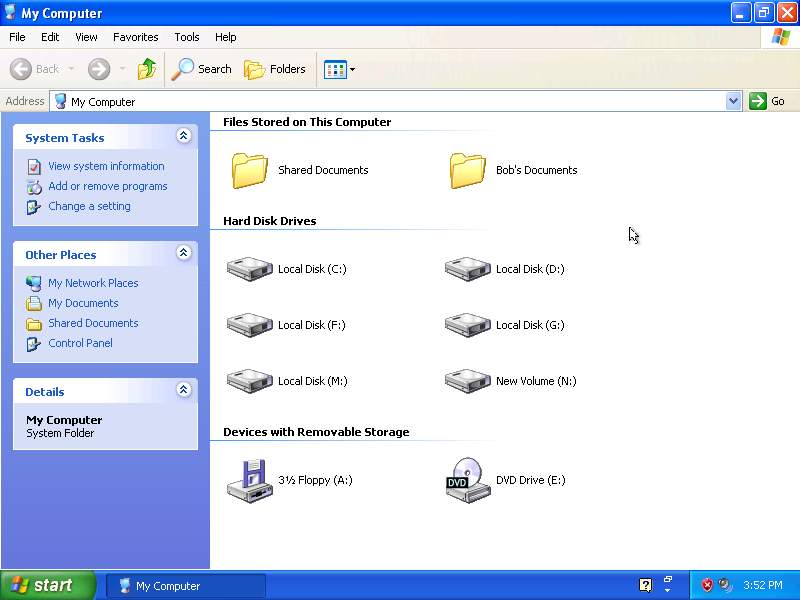 My Computer
File Edit View Favorites Tools Help
Back Search Folders
Address My Computer Go
System Tasks
View system information
Add or remove programs
Change a setting
Other Places
My Network Places
My Documents
Shared Documents
Control Panel
Details
My Computer
System Folder
Files Stored on This Computer
Shared Documents Bob's Documents
Hard Disk Drives
Local Disk (C:) Local Disk (D:)
Local Disk (F:) Local Disk (G:)
Local Disk (M:) New Volume (N:)
Devices with Removable Storage
3½ Floppy (A:) DVD Drive (E:)
DVD
start My Computer ? 3:52 PM